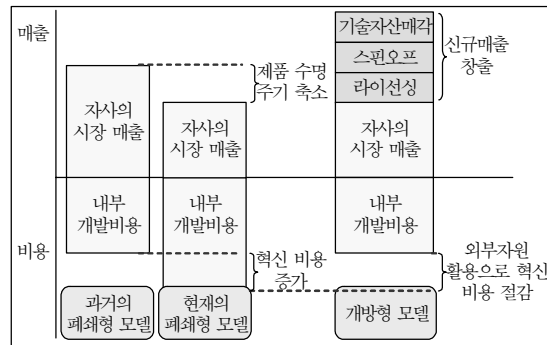 매출
기술자산매각
스핀오프
라이선싱
신규매출
창출
제품 수명
주기 축소
자사의
시장 매출
자사의
시장 매출
자사의
시장 매출
내부
개발비용
내부
개발비용
내부
개발비용
비용
혁신 비용
증가
외부자원
활용으로 혁신
비용 절감
과거의
폐쇄형 모델
현재의
폐쇄형 모델
개방형 모델